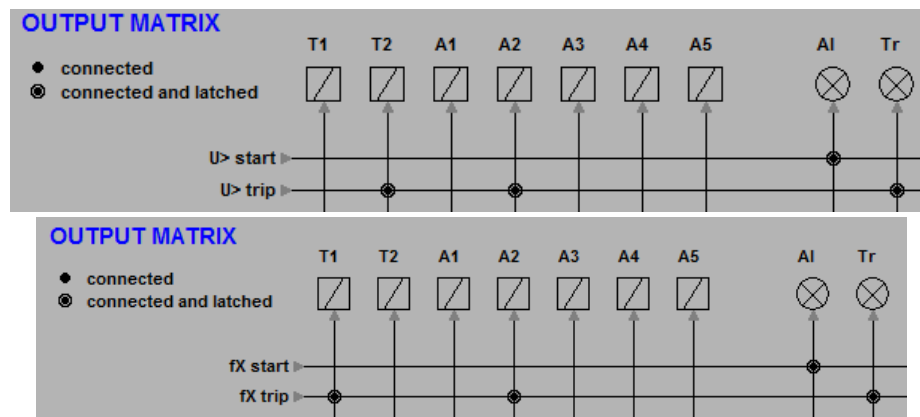 OUTPUT MATRIX
T1 T2 A1 A2 A3 A4 A5 Al Tr
connected
connected and latched
U> start
U> trip
OUTPUT MATRIX
T1 T2 A1 A2 A3 A4 A5 Al Tr
connected
connected and latched
fX start
fX trip